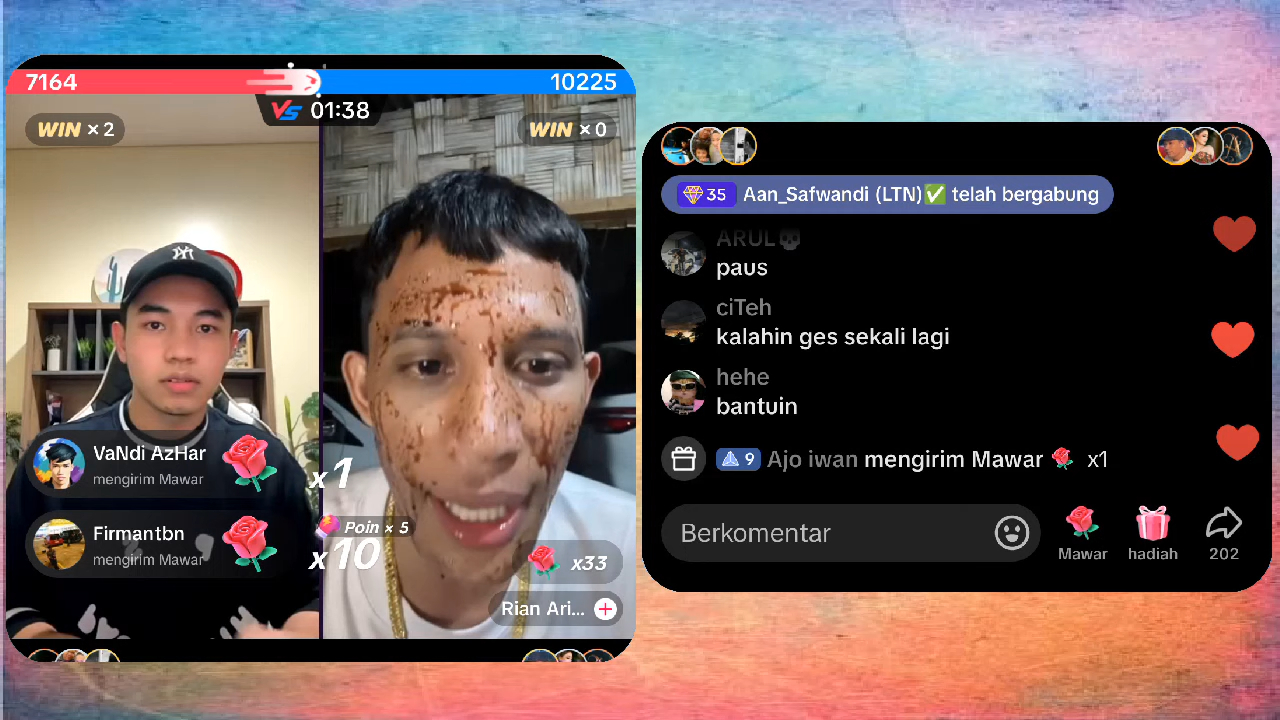 7164
10225
VS 01:38
WIN × 2
WIN × 0
VaNdi AzHar
mengirim Mawar
x1
Firmantbn
mengirim Mawar
Poin × 5
x10
x33
Rian Ari...
35 Aan_Safwandi (LTN)✅ telah bergabung
ARUL💀
paus
ciTeh
kalahin ges sekali lagi
hehe
bantuin
9 Ajo iwan mengirim Mawar 🌹 x1
Berkomentar
Mawar
hadiah
202